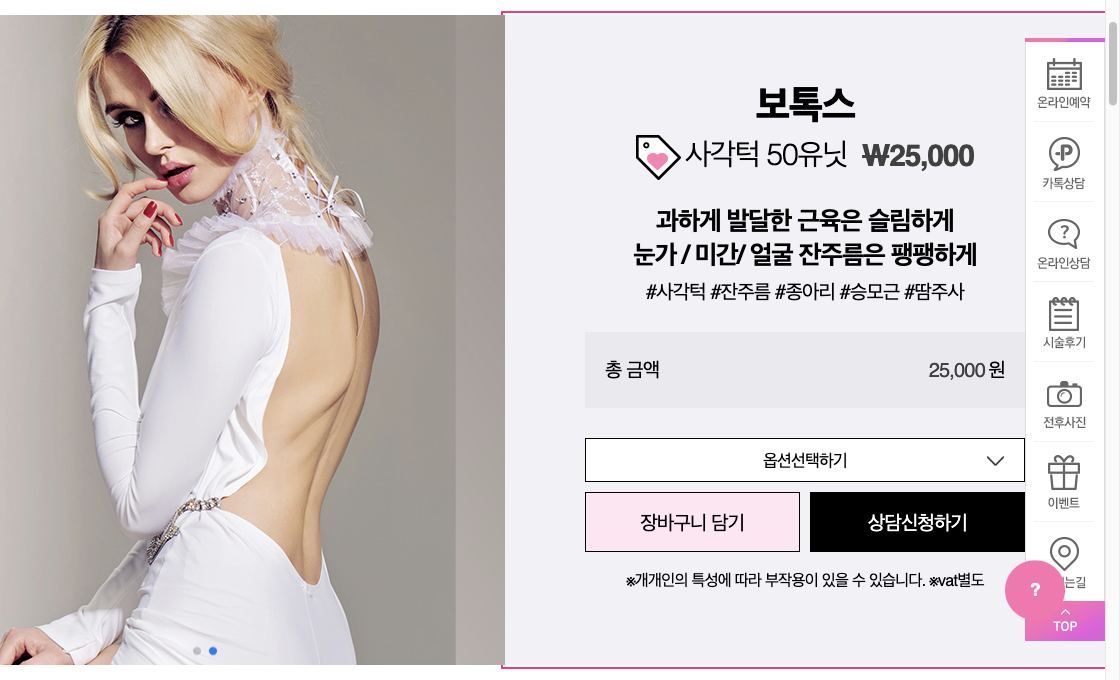 보톡스
사각턱 50유닛 ₩25,000
과하게 발달한 근육은 슬림하게
눈가 / 미간/ 얼굴 잔주름은 팽팽하게
#사각턱 #잔주름 #종아리 #승모근 #땀주사
총 금액 25,000 원
옵션선택하기
장바구니 담기 상담신청하기
※개개인의 특성에 따라 부작용이 있을 수 있습니다. ※vat별도
온라인예약
P
카톡상담
?
온라인상담
시술후기
전후사진
이벤트
는길
?
TOP